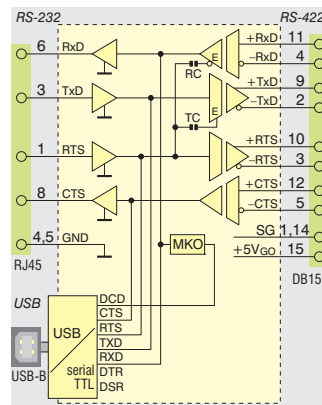 RS-232 RS-422
6 RxD +RxD 11
E −RxD 4
RC
3 TxD +TxD 9
E −TxD 2
TC
1 RTS +RTS 10
−RTS 3
8 CTS +CTS 12
−CTS 5
4,5 GND SG 1,14
MKO +5VGO 15
RJ45 DB15
USB
DCD
CTS
USB RTS
TXD
RXD
serial DTR
TTL DSR
USB-B